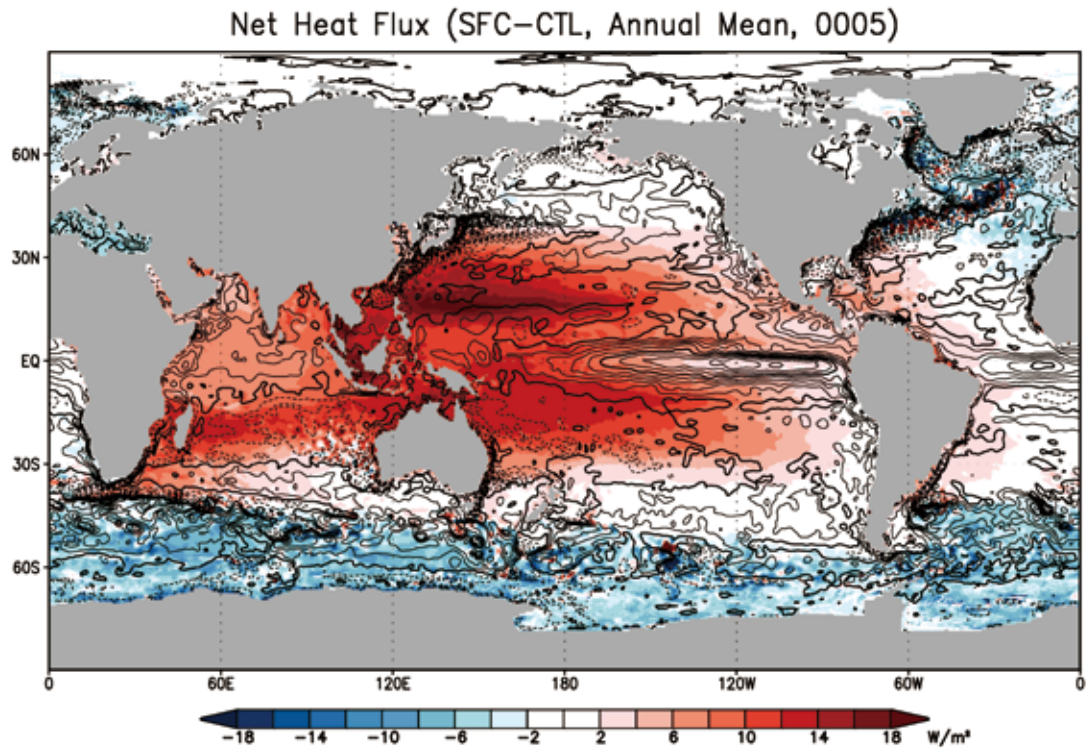 Net Heat Flux (SFC-CTL, Annual Mean, 0005)
60N
30N
EQ
30S
60S
0 60E 120E 180 120W 60W 0
-18 -14 -10 -6 -2 2 6 10 14 18 W/m²